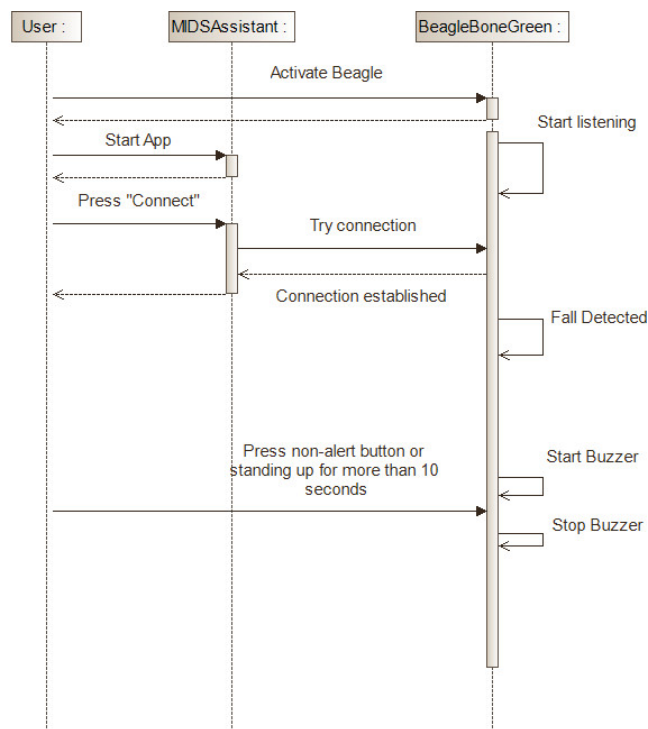 User :
MIDSAssistant :
BeagleBoneGreen :
Activate Beagle
Start listening
Start App
Press "Connect"
Try connection
Connection established
Fall Detected
Press non-alert button or
standing up for more than 10
seconds
Start Buzzer
Stop Buzzer